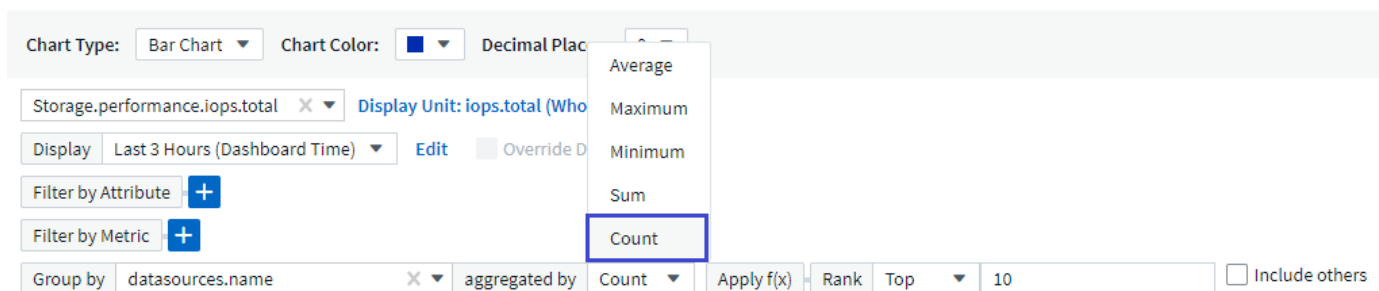 Chart Type: Bar Chart Chart Color: Decimal Plac
Average
Storage.performance.iops.total Display Unit: iops.total (Who
Maximum
Display Last 3 Hours (Dashboard Time) Edit Override D
Minimum
Filter by Attribute
Sum
Filter by Metric
Count
Group by datasources.name aggregated by Count Apply f(x) Rank Top 10 Include others